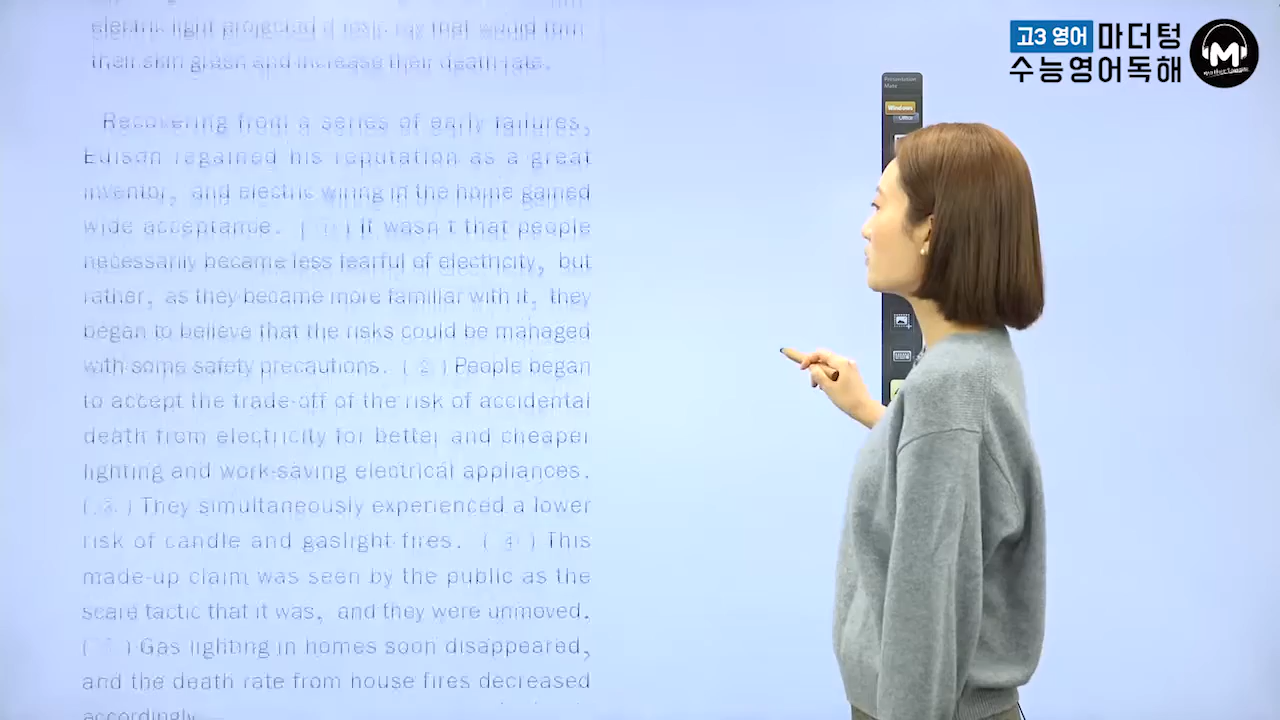 electric light projected a toxic ray that would turn
their skin green and increase their death rate.
Recovering from a series of early failures,
Edison regained his reputation as a great
inventor, and electric wiring in the home gained
wide acceptance. ( ① ) It wasn't that people
necessarily became less fearful of electricity, but
rather, as they became more familiar with it, they
began to believe that the risks could be managed
with some safety precautions. ( ② ) People began
to accept the trade-off of the risk of accidental
death from electricity for better and cheaper
lighting and work-saving electrical appliances.
( ③ ) They simultaneously experienced a lower
risk of candle and gaslight fires. ( ④ ) This
made-up claim was seen by the public as the
scare tactic that it was, and they were unmoved.
( ) Gas lighting in homes soon disappeared,
and the death rate from house fires decreased
accordingly.
고3 영어 마더텅
수능영어독해
M
Presentation
Mate
Windows
Office